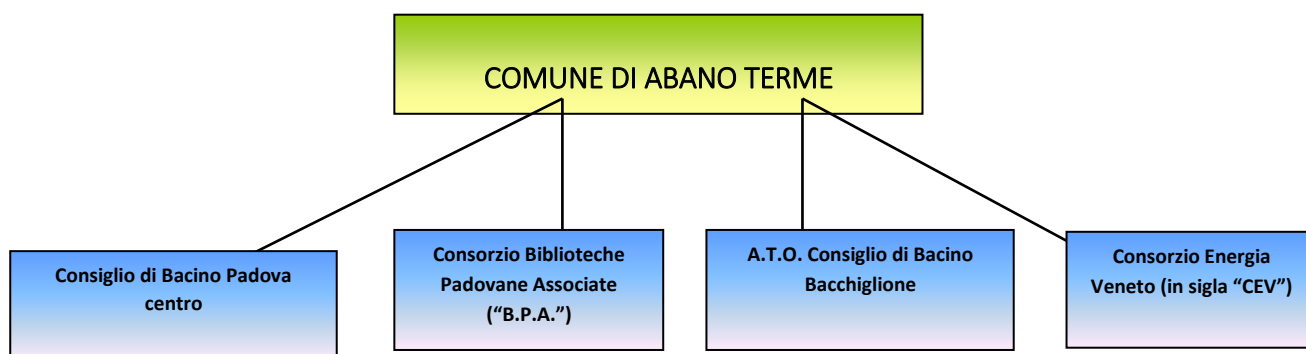 COMUNE DI ABANO TERME
Consiglio di Bacino Padova
centro
Consorzio Biblioteche
Padovane Associate
(“B.P.A.”)
A.T.O. Consiglio di Bacino
Bacchiglione
Consorzio Energia
Veneto (in sigla “CEV”)